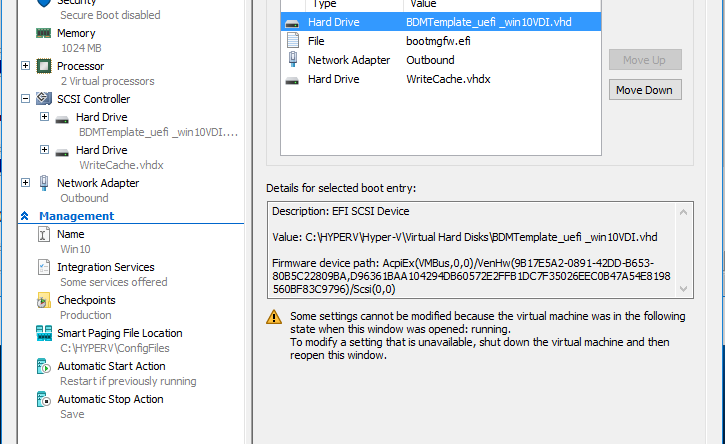 Security
Secure Boot disabled
Memory
1024 MB
Processor
2 Virtual processors
SCSI Controller
Hard Drive
BDMTemplate_uefi _win10VDI....
Hard Drive
WriteCache.vhdx
Network Adapter
Outbound
Management
Name
Win10
Integration Services
Some services offered
Checkpoints
Production
Smart Paging File Location
C:\HYPERV\ConfigFiles
Automatic Start Action
Restart if previously running
Automatic Stop Action
Save
Type Value
Hard Drive BDMTemplate_uefi _win10VDI.vhd
File bootmgfw.efi
Network Adapter Outbound
Hard Drive WriteCache.vhdx
Move Up
Move Down
Details for selected boot entry:
Description: EFI SCSI Device
Value: C:\HYPERV\Hyper-V\Virtual Hard Disks\BDMTemplate_uefi _win10VDI.vhd
Firmware device path: AcpiEx(VMBus,0,0)/VenHw(9B17E5A2-0891-42DD-B653-
80B5C22809BA,D96361BAA104294DB60572E2FFB1DC7F35026EEC0B47A54E8198
560BF83C9796)/Scsi(0,0)
Some settings cannot be modified because the virtual machine was in the following
state when this window was opened: running.
To modify a setting that is unavailable, shut down the virtual machine and then
reopen this window.